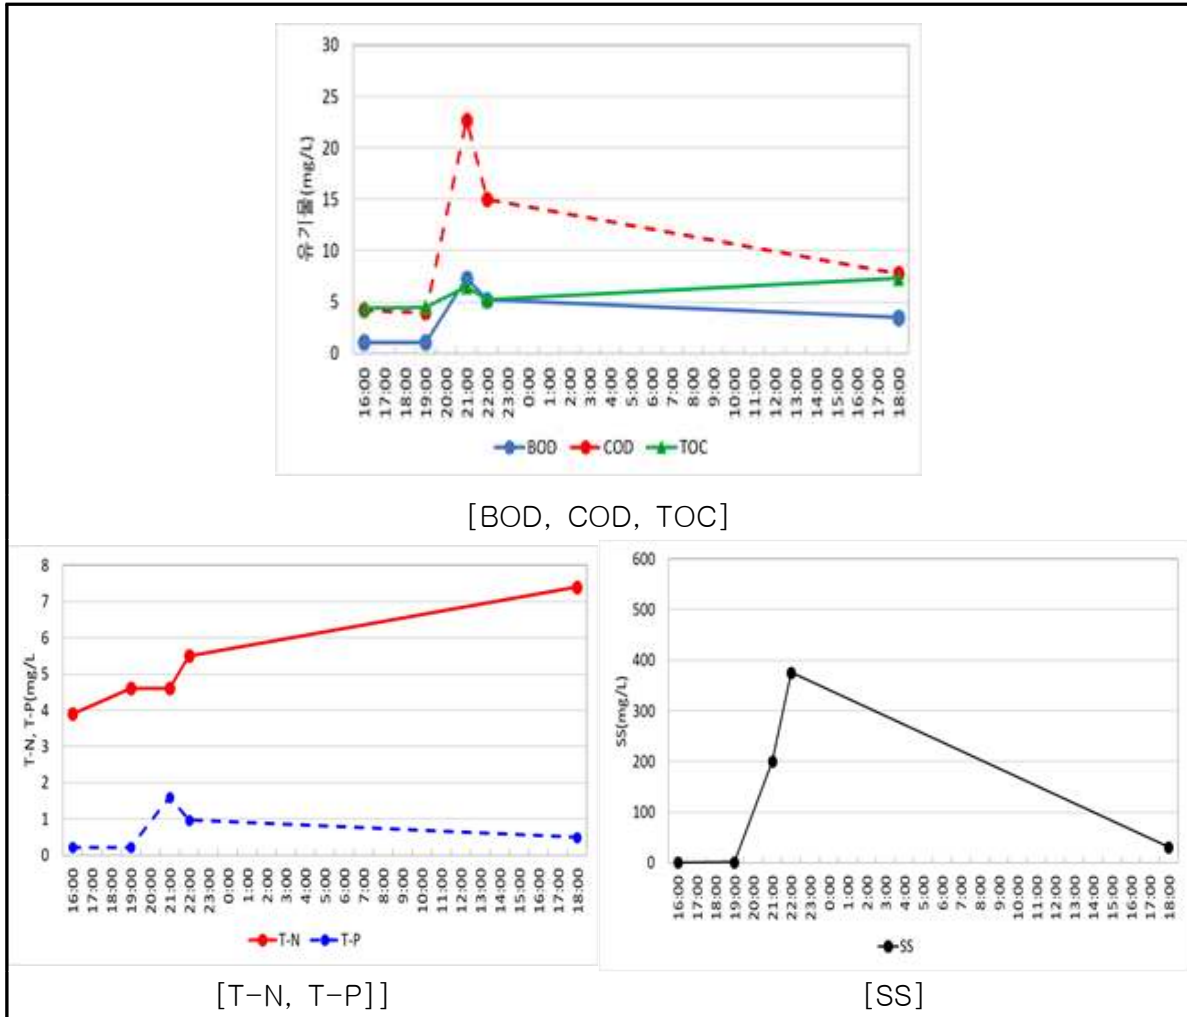 30
25
20
15
10
5
0
유기물(mg/L)
16:00 17:00 18:00 19:00 20:00 21:00 22:00 23:00 0:00 1:00 2:00 3:00 4:00 5:00 6:00 7:00 8:00 9:00 10:00 11:00 12:00 13:00 14:00 15:00 16:00 17:00 18:00
BOD COD TOC
[BOD, COD, TOC]
8
7
6
5
4
3
2
1
0
T-N, T-P(mg/L
16:00 17:00 18:00 19:00 20:00 21:00 22:00 23:00 0:00 1:00 2:00 3:00 4:00 5:00 6:00 7:00 8:00 9:00 10:00 11:00 12:00 13:00 14:00 15:00 16:00 17:00 18:00
T-N T-P
[T-N, T-P]]
600
500
400
300
200
100
0
SS(mg/L)
16:00 17:00 18:00 19:00 20:00 21:00 22:00 23:00 0:00 1:00 2:00 3:00 4:00 5:00 6:00 7:00 8:00 9:00 10:00 11:00 12:00 13:00 14:00 15:00 16:00 17:00 18:00
SS
[SS]